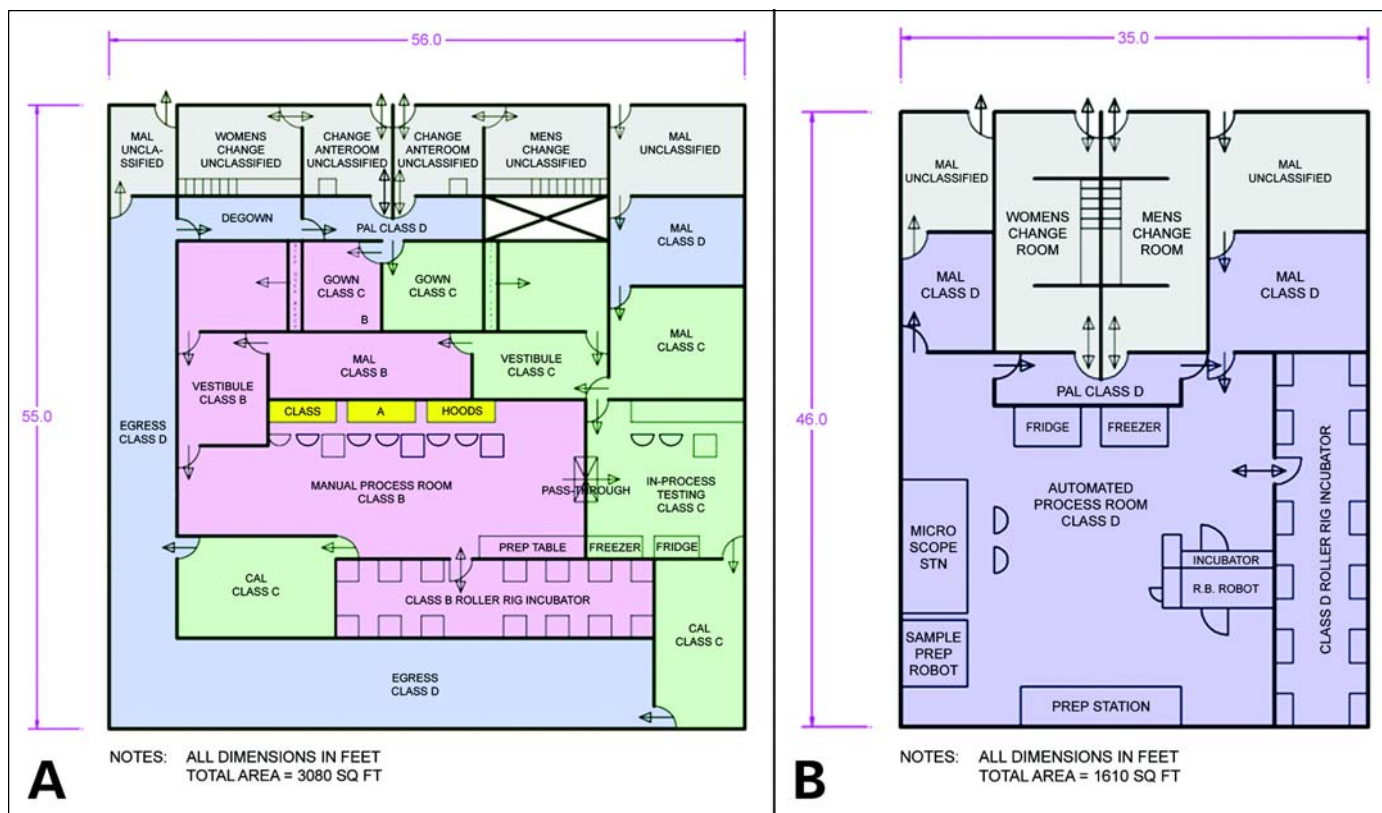 56.0
55.0
MAL
UNCLA-
SSIFIED
WOMENS
CHANGE
UNCLASSIFIED
CHANGE
ANTEROOM
UNCLASSIFIED
CHANGE
ANTEROOM
UNCLASSIFIED
MENS
CHANGE
UNCLASSIFIED
MAL
UNCLASSIFIED
DEGOWN
PAL CLASS D
MAL
CLASS D
GOWN
CLASS C
B
GOWN
CLASS C
MAL
CLASS C
MAL
CLASS B
VESTIBULE
CLASS C
VESTIBULE
CLASS B
CLASS
A
HOODS
EGRESS
CLASS D
MANUAL PROCESS ROOM
CLASS B
PASS-THROUGH
IN-PROCESS
TESTING
CLASS C
PREP TABLE
FREEZER
FRIDGE
CAL
CLASS C
CLASS B ROLLER RIG INCUBATOR
CAL
CLASS C
EGRESS
CLASS D
NOTES: ALL DIMENSIONS IN FEET
TOTAL AREA = 3080 SQ FT
A
35.0
46.0
MAL
UNCLASSIFIED
WOMENS
CHANGE
ROOM
MENS
CHANGE
ROOM
MAL
UNCLASSIFIED
MAL
CLASS D
MAL
CLASS D
PAL CLASS D
FRIDGE
FREEZER
AUTOMATED
PROCESS ROOM
CLASS D
MICRO
SCOPE
STN
INCUBATOR
R.B. ROBOT
CLASS D ROLLER RIG INCUBATOR
SAMPLE
PREP
ROBOT
PREP STATION
NOTES: ALL DIMENSIONS IN FEET
TOTAL AREA = 1610 SQ FT
B